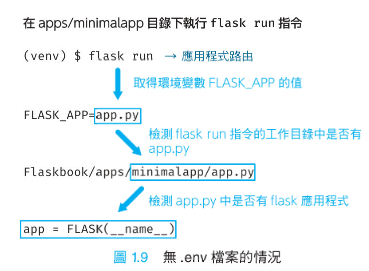 在 apps/minimalapp 目錄下執行 flask run 指令
(venv) $ flask run → 應用程式路由
取得環境變數 FLASK_APP 的值
FLASK_APP=app.py
檢測 flask run 指令的工作目錄中是否有
app.py
Flaskbook/apps/minimalapp/app.py
檢測 app.py 中是否有 flask 應用程式
app = FLASK(__name__)
圖 1.9 無 .env 檔案的情況